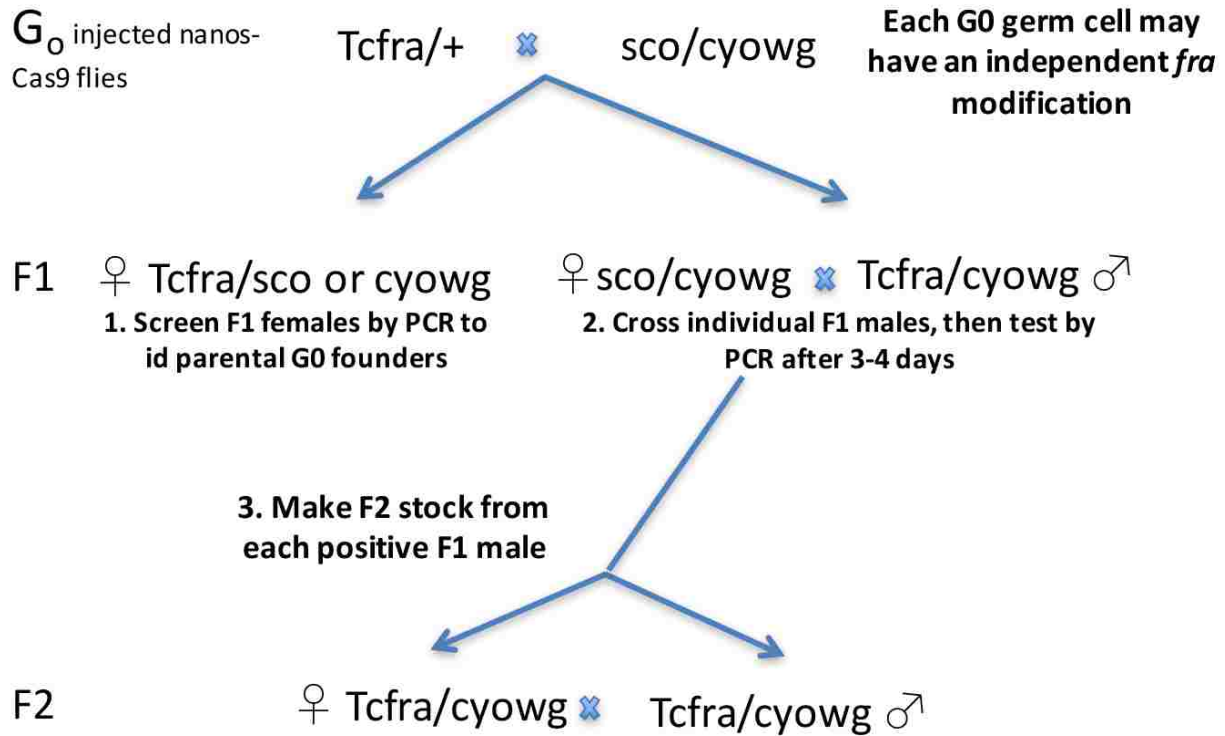 Go injected nanos-
Cas9 flies
Tcfra/+ ✖ sco/cyowg
Each G0 germ cell may
have an independent fra
modification
F1 ♀ Tcfra/sco or cyowg
1. Screen F1 females by PCR to
id parental G0 founders
♀ sco/cyowg ✖ Tcfra/cyowg ♂
2. Cross individual F1 males, then test by
PCR after 3-4 days
3. Make F2 stock from
each positive F1 male
F2 ♀ Tcfra/cyowg ✖ Tcfra/cyowg ♂